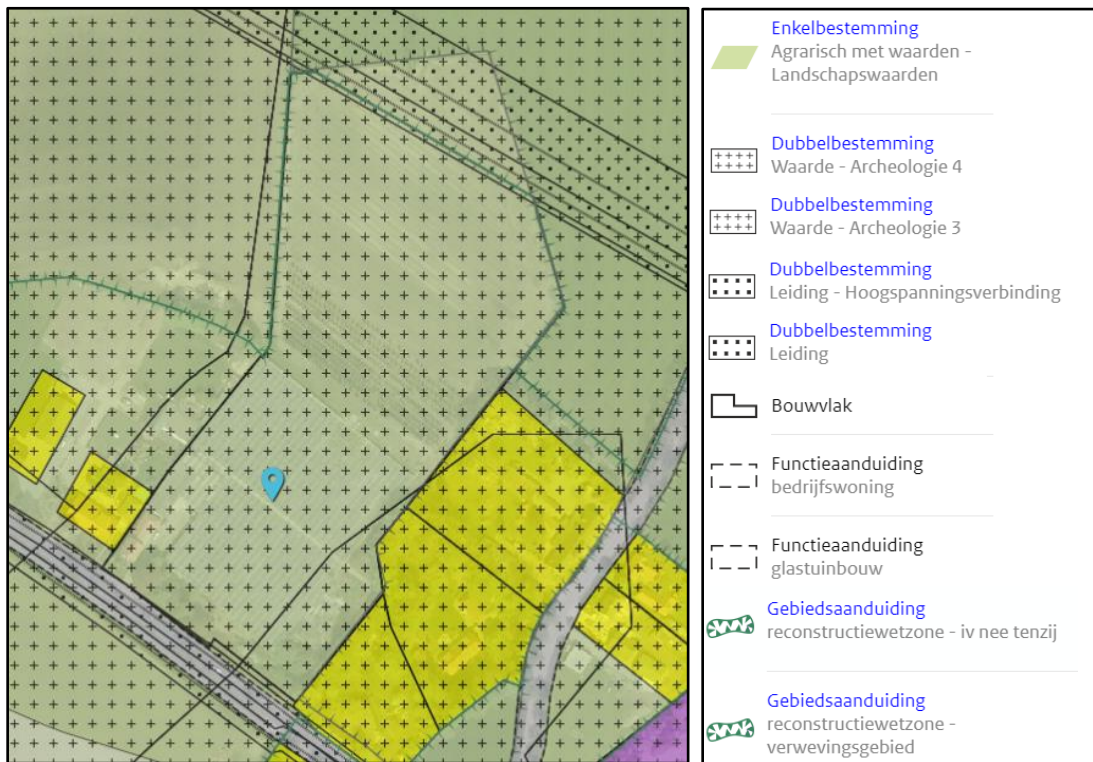 Enkelbestemming
Agrarisch met waarden -
Landschapswaarden
Dubbelbestemming
Waarde - Archeologie 4
Dubbelbestemming
Waarde - Archeologie 3
Dubbelbestemming
Leiding - Hoogspanningsverbinding
Dubbelbestemming
Leiding
Bouwvlak
Functieaanduiding
bedrijfswoning
Functieaanduiding
glastuinbouw
Gebiedsaanduiding
reconstructiewetzone - iv nee tenzij
Gebiedsaanduiding
reconstructiewetzone -
verwevingsgebied